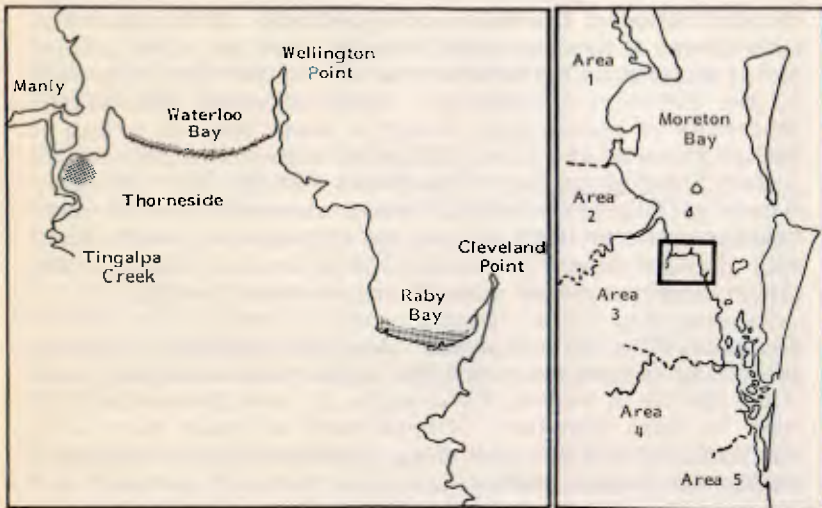 Manly
Wellington
Point
Waterloo
Bay
Thorneside
Tingalpa
Creek
Cleveland
Point
Raby
Bay
Area
1
Moreton
Bay
Area
2
Area
3
Area
4
Area 5